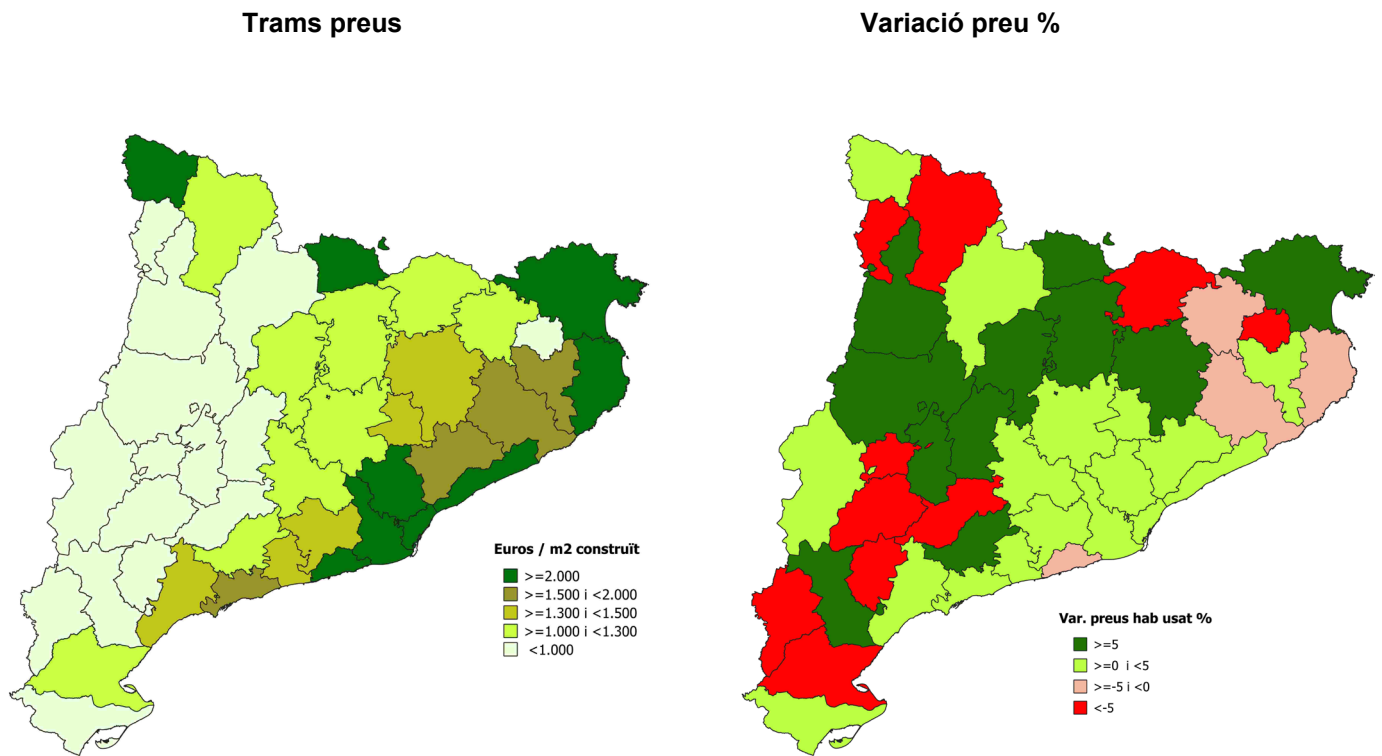 Trams preus
Variació preu %
Euros / m2 construït
>=2.000
>=1.500 i <2.000
>=1.300 i <1.500
>=1.000 i <1.300
<1.000
Var. preus hab usat %
>=5
>=0 i <5
>=-5 i <0
<-5